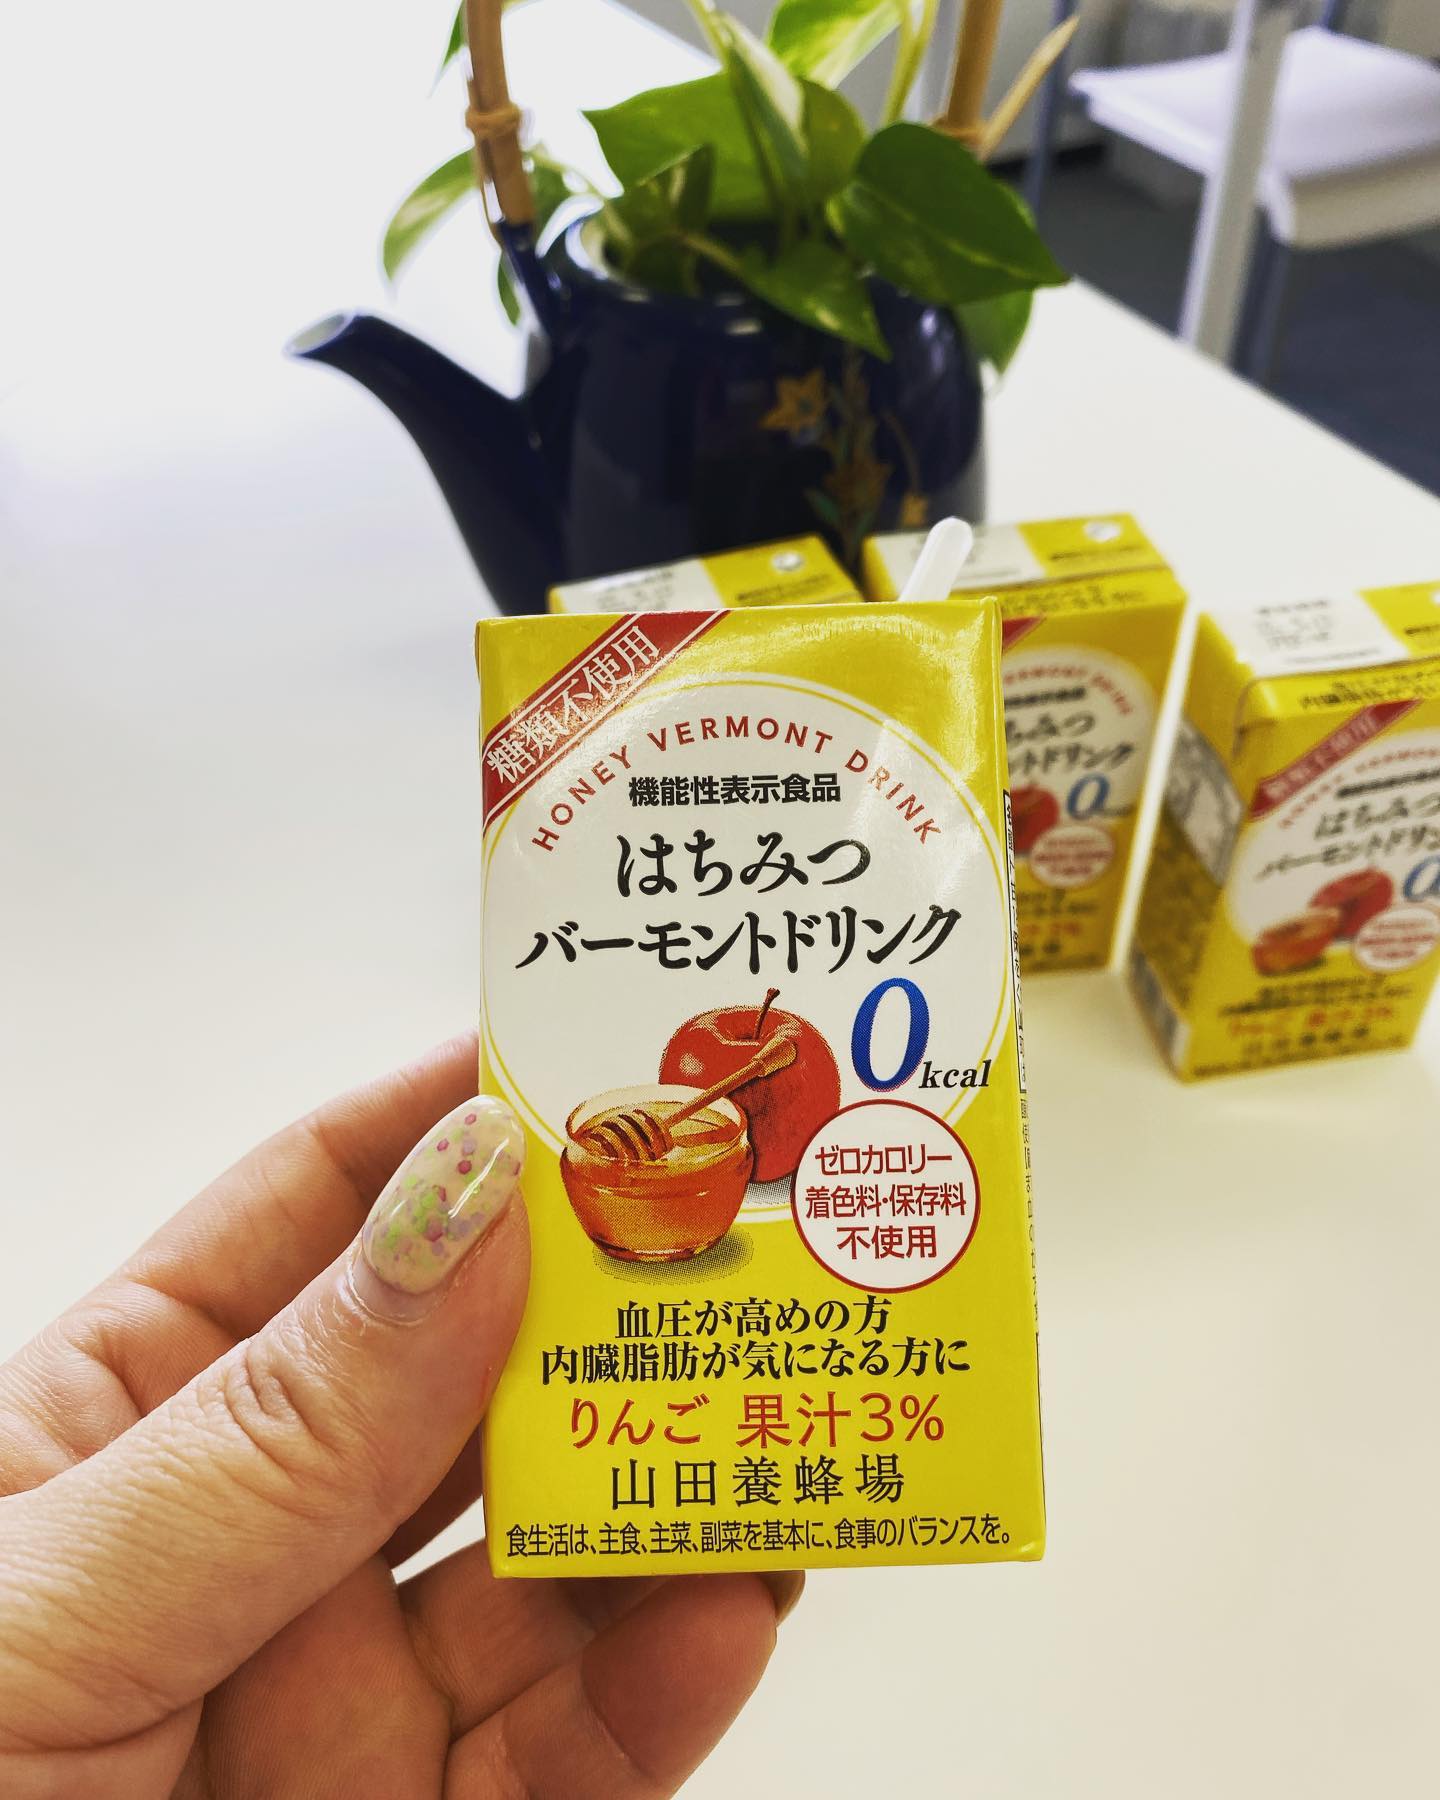 糖類不使用
HONEY VERMONT DRINK
機能性表示食品
はちみつ
バーモントドリンク
0kcal
ゼロカロリー
着色料・保存料
不使用
血圧が高めの方
内臓脂肪が気になる方に
りんご 果汁3%
山田養蜂場
食生活は、主食、主菜、副菜を基本に、食事のバランスを。